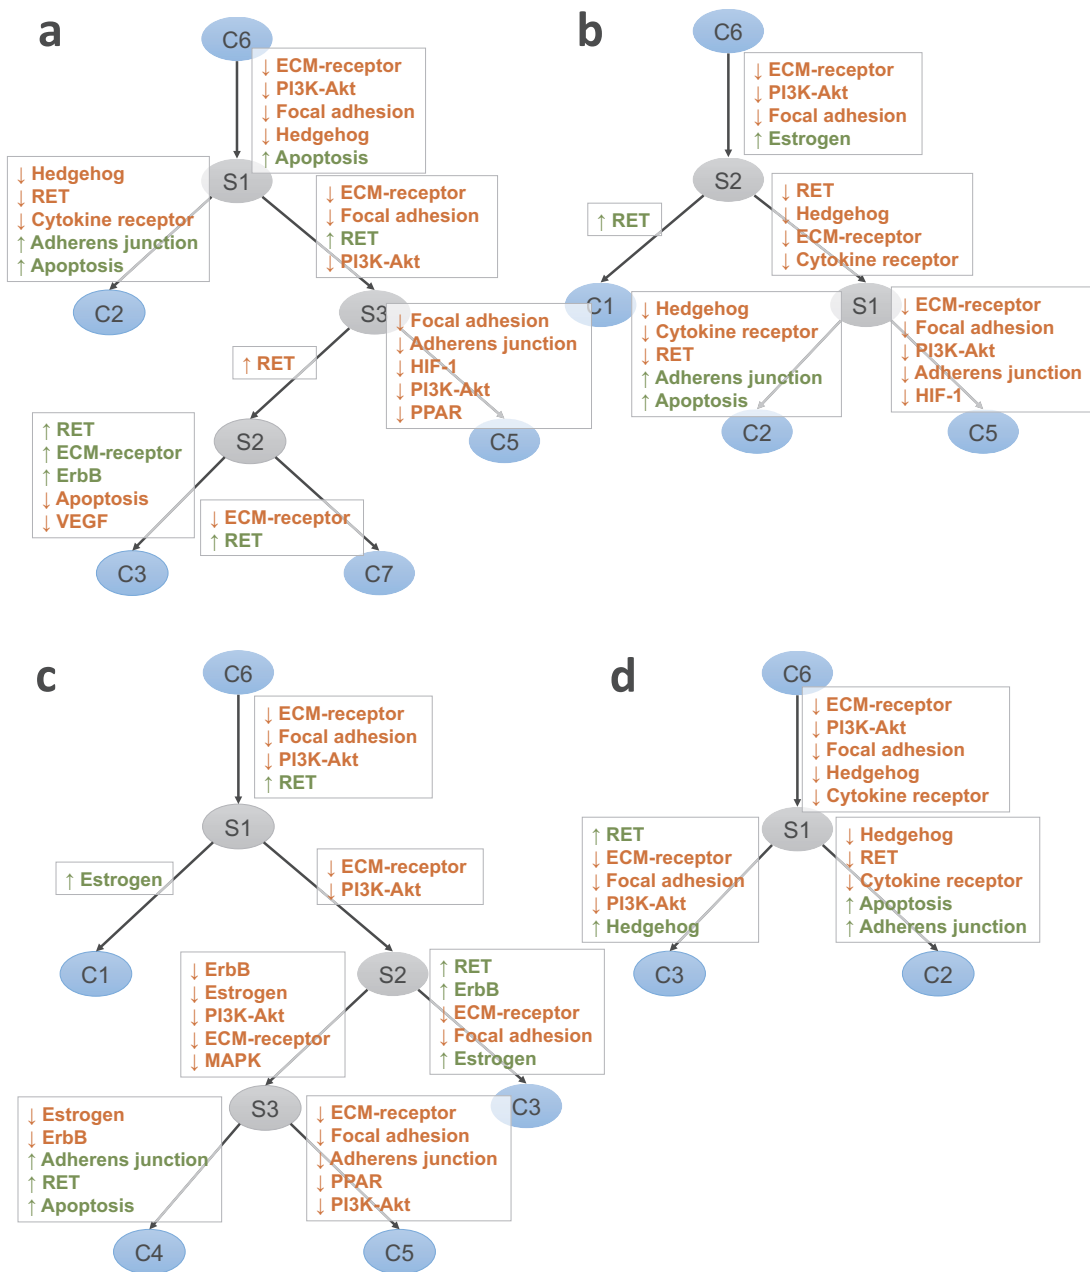 a
C6
↓ ECM-receptor
↓ PI3K-Akt
↓ Focal adhesion
↓ Hedgehog
↑ Apoptosis
S1
↓ Hedgehog
↓ RET
↓ Cytokine receptor
↑ Adherens junction
↑ Apoptosis
↓ ECM-receptor
↓ Focal adhesion
↑ RET
↓ PI3K-Akt
C2
S3
↑ RET
↓ Focal adhesion
↓ Adherens junction
↓ HIF-1
↓ PI3K-Akt
↓ PPAR
S2
C5
↑ RET
↑ ECM-receptor
↑ ErbB
↓ Apoptosis
↓ VEGF
↓ ECM-receptor
↑ RET
C3
C7
b
C6
↓ ECM-receptor
↓ PI3K-Akt
↓ Focal adhesion
↑ Estrogen
S2
↑ RET
↓ RET
↓ Hedgehog
↓ ECM-receptor
↓ Cytokine receptor
C1
S1
↓ Hedgehog
↓ Cytokine receptor
↓ RET
↑ Adherens junction
↑ Apoptosis
↓ ECM-receptor
↓ Focal adhesion
↓ PI3K-Akt
↓ Adherens junction
↓ HIF-1
C2
C5
c
C6
↓ ECM-receptor
↓ Focal adhesion
↓ PI3K-Akt
↑ RET
S1
↑ Estrogen
↓ ECM-receptor
↓ PI3K-Akt
C1
S2
↓ ErbB
↓ Estrogen
↓ PI3K-Akt
↓ ECM-receptor
↓ MAPK
↑ RET
↑ ErbB
↓ ECM-receptor
↓ Focal adhesion
↑ Estrogen
S3
C3
↓ Estrogen
↓ ErbB
↑ Adherens junction
↑ RET
↑ Apoptosis
↓ ECM-receptor
↓ Focal adhesion
↓ Adherens junction
↓ PPAR
↓ PI3K-Akt
C4
C5
d
C6
↓ ECM-receptor
↓ PI3K-Akt
↓ Focal adhesion
↓ Hedgehog
↓ Cytokine receptor
S1
↑ RET
↓ ECM-receptor
↓ Focal adhesion
↓ PI3K-Akt
↑ Hedgehog
↓ Hedgehog
↓ RET
↓ Cytokine receptor
↑ Apoptosis
↑ Adherens junction
C3
C2